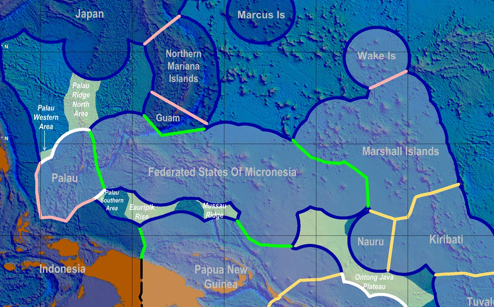 Japan
Marcus Is
Northern
Mariana
Islands
Wake Is
Palau
Ridge
North
Area
Palau
Western
Area
Guam
Marshall Islands
Palau
Federated States Of Micronesia
Palau
Southern
Area
Eauripik
Rise
Mussau
Ridge
Nauru
Kiribati
Indonesia
Papua New
Guinea
Ontong Java
Plateau
Tuval